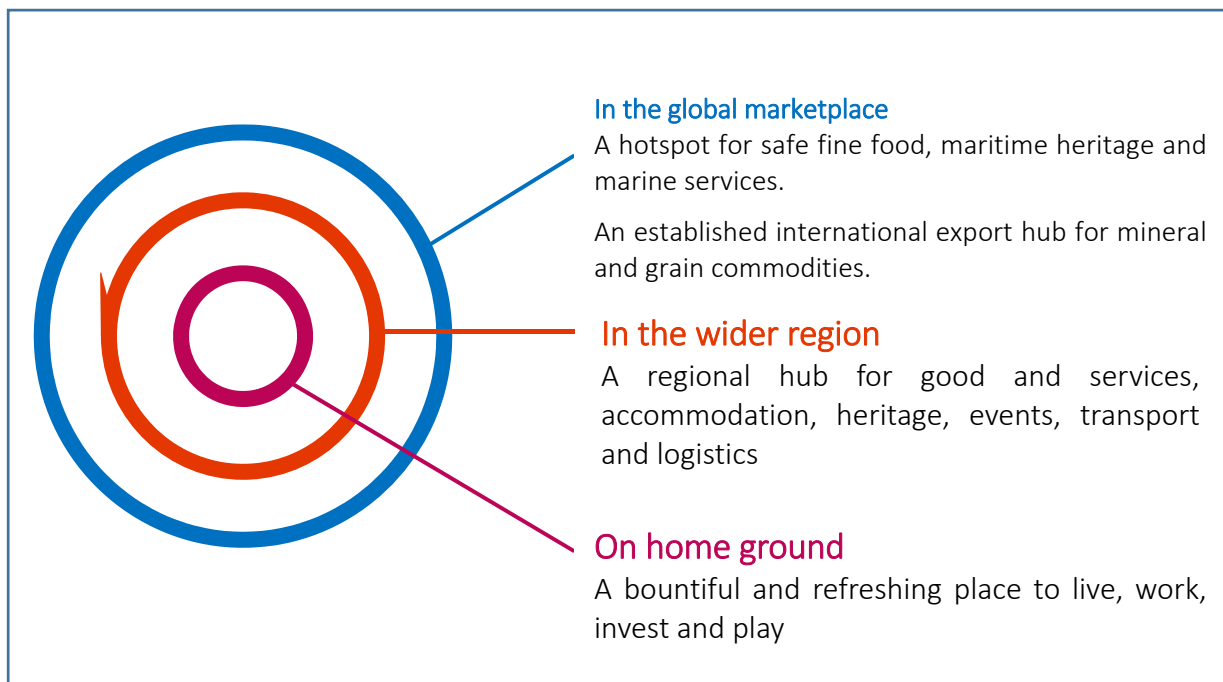 In the global marketplace
A hotspot for safe fine food, maritime heritage and
marine services.
An established international export hub for mineral
and grain commodities.
In the wider region
A regional hub for good and services,
accommodation, heritage, events, transport
and logistics
On home ground
A bountiful and refreshing place to live, work,
invest and play